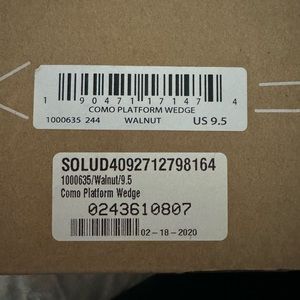 1 90471 17147 4
COMO PLATFORM WEDGE
1000635 244 WALNUT US 9.5
SOLUD4092712798164
1000635/Walnut/9.5
Como Platform Wedge
0243610807
02-18-2020